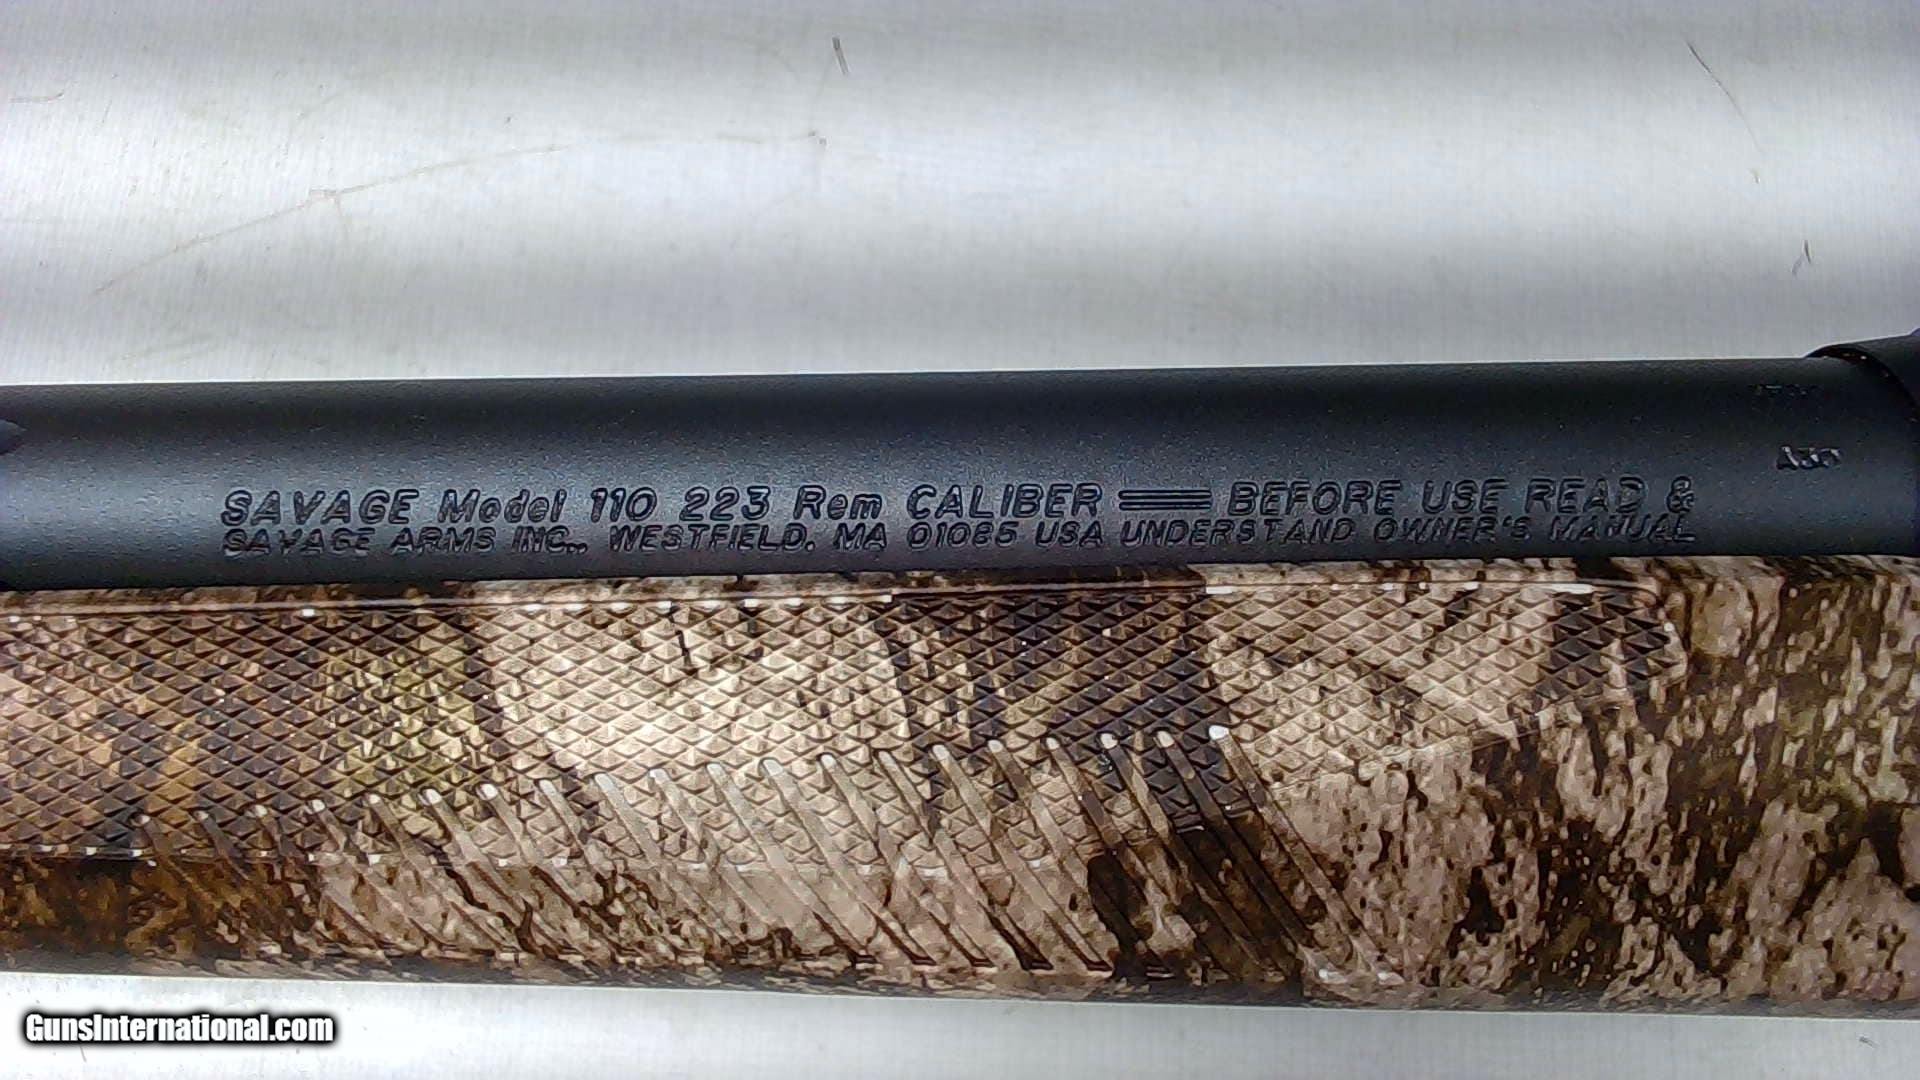 SAVAGE Model 110 223 Rem CALIBER BEFORE USE READ &
SAVAGE ARMS INC., WESTFIELD, MA 01085 USA UNDERSTAND OWNER'S MANUAL
GunsInternational.com